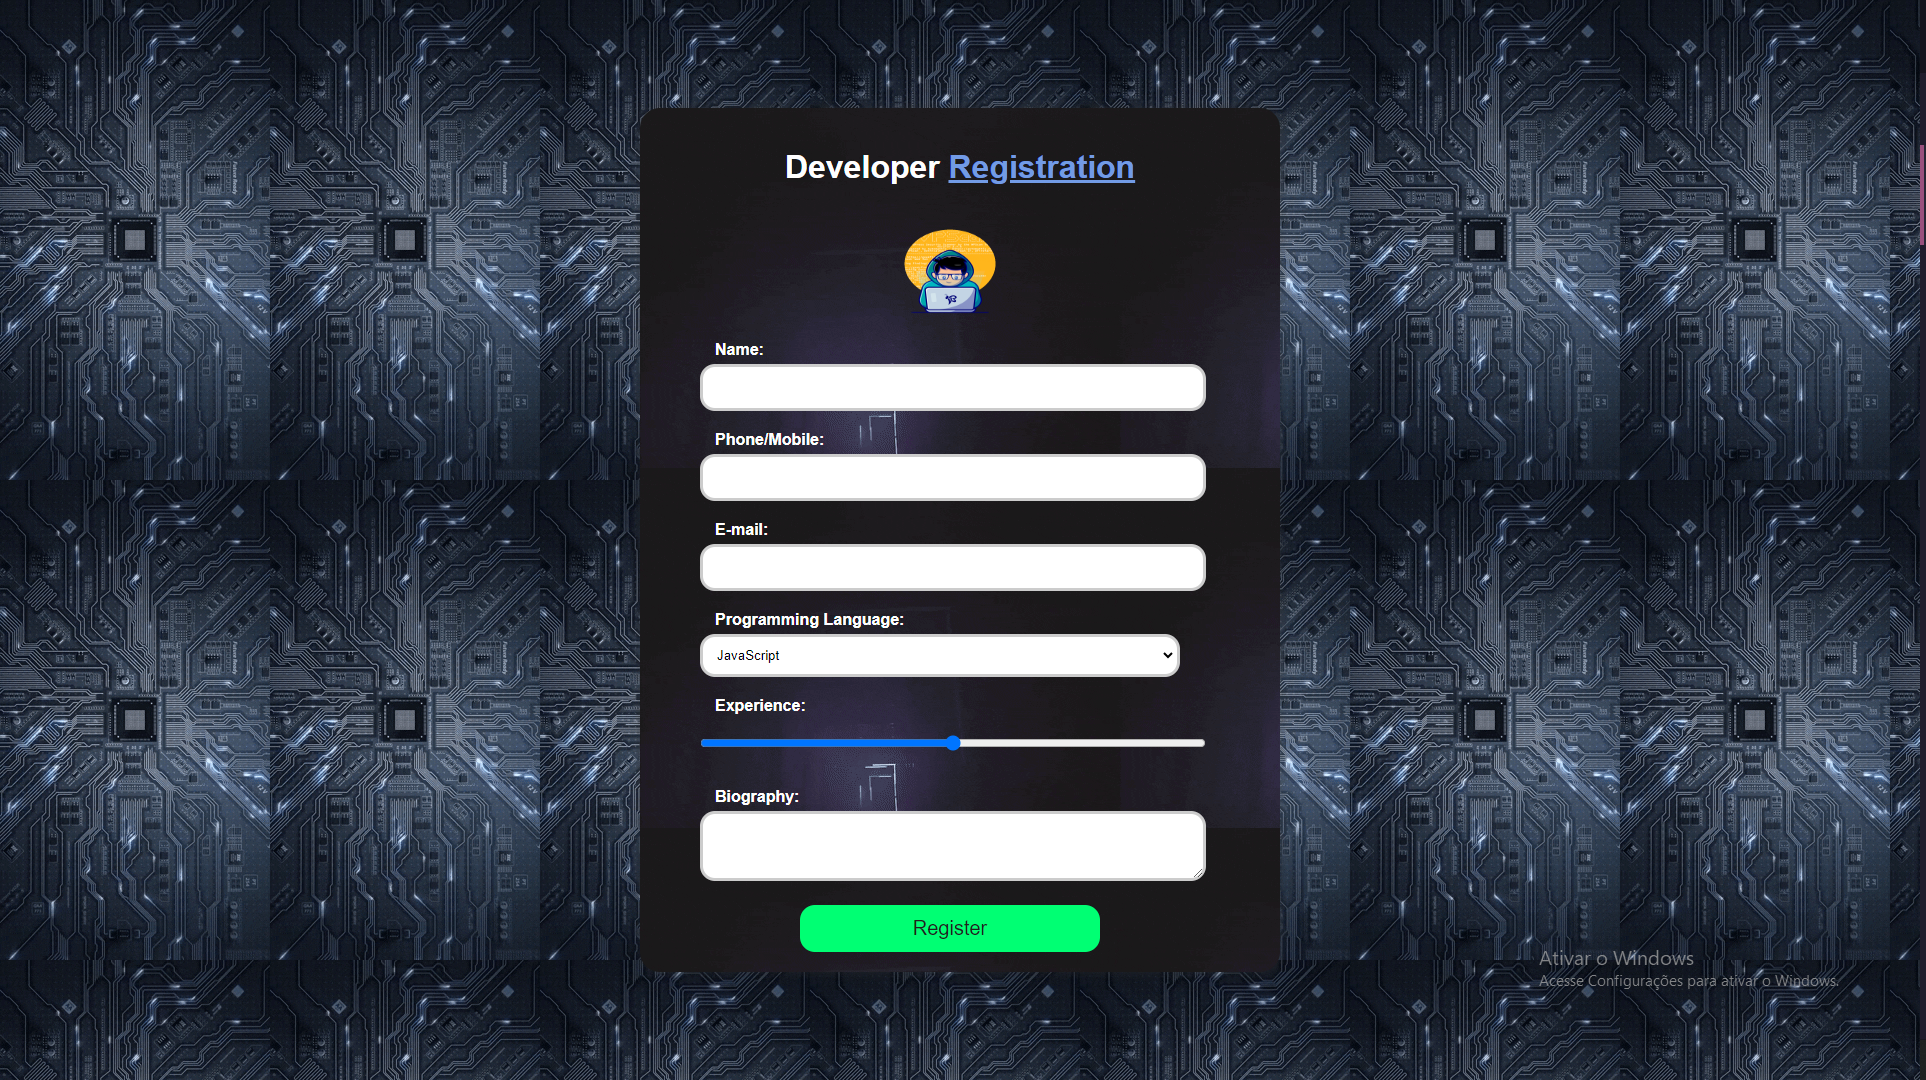 Developer Registration
Name:
Phone/Mobile:
E-mail:
Programming Language:
JavaScript
Experience:
Biography:
Register
Ativar o Windows
Acesse Configurações para ativar o Windows.